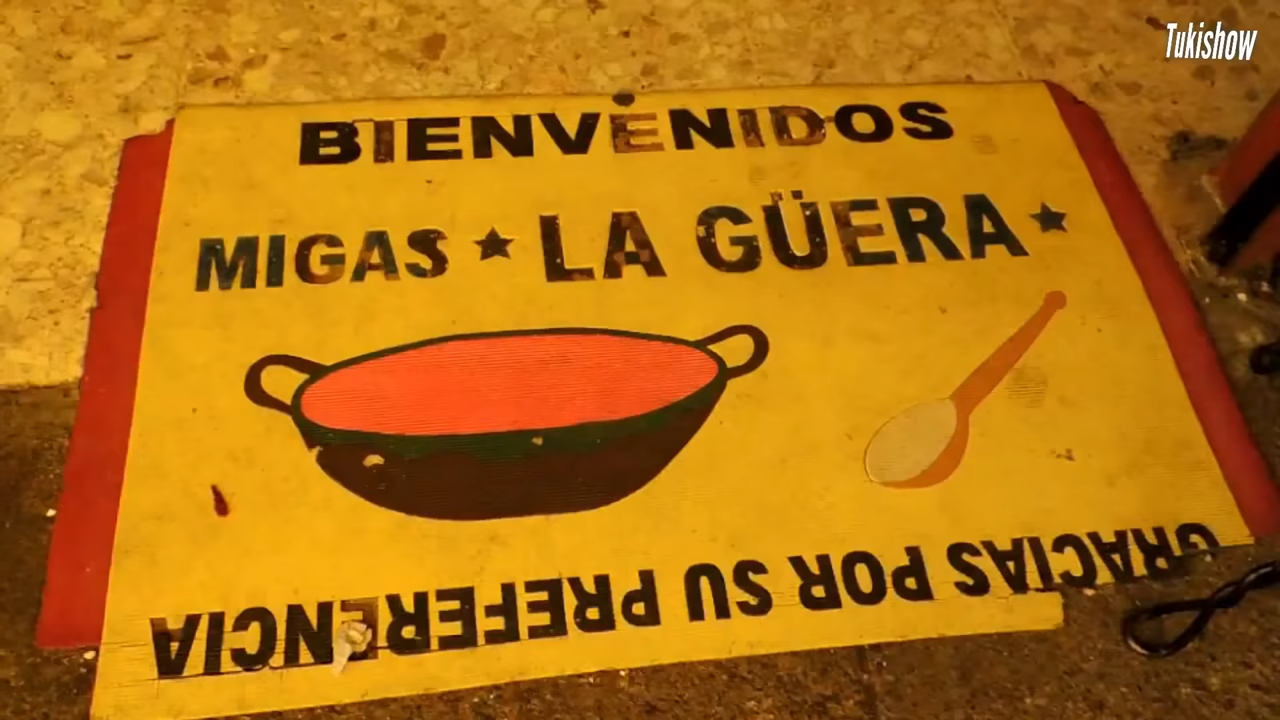 Tukishow
BIENVENIDOS
MIGAS ★ LA GÜERA ★
GRACIAS POR SU PREFERENCIA